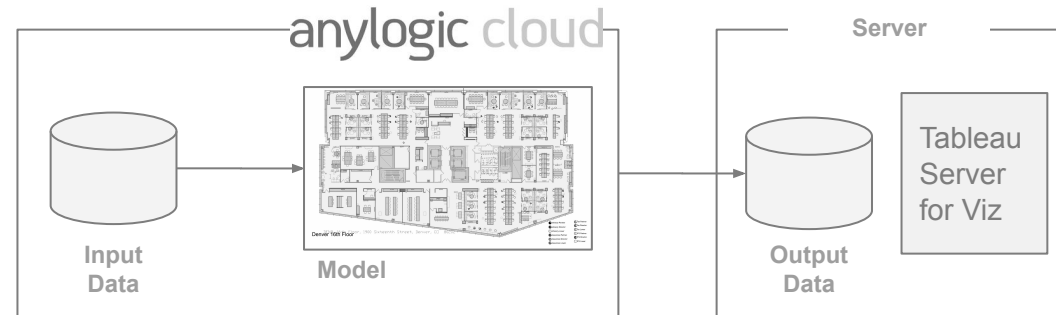 anylogic cloud
Server
Tableau
Server
for Viz
Denver 16th Floor
Input
Data
Model
Output
Data